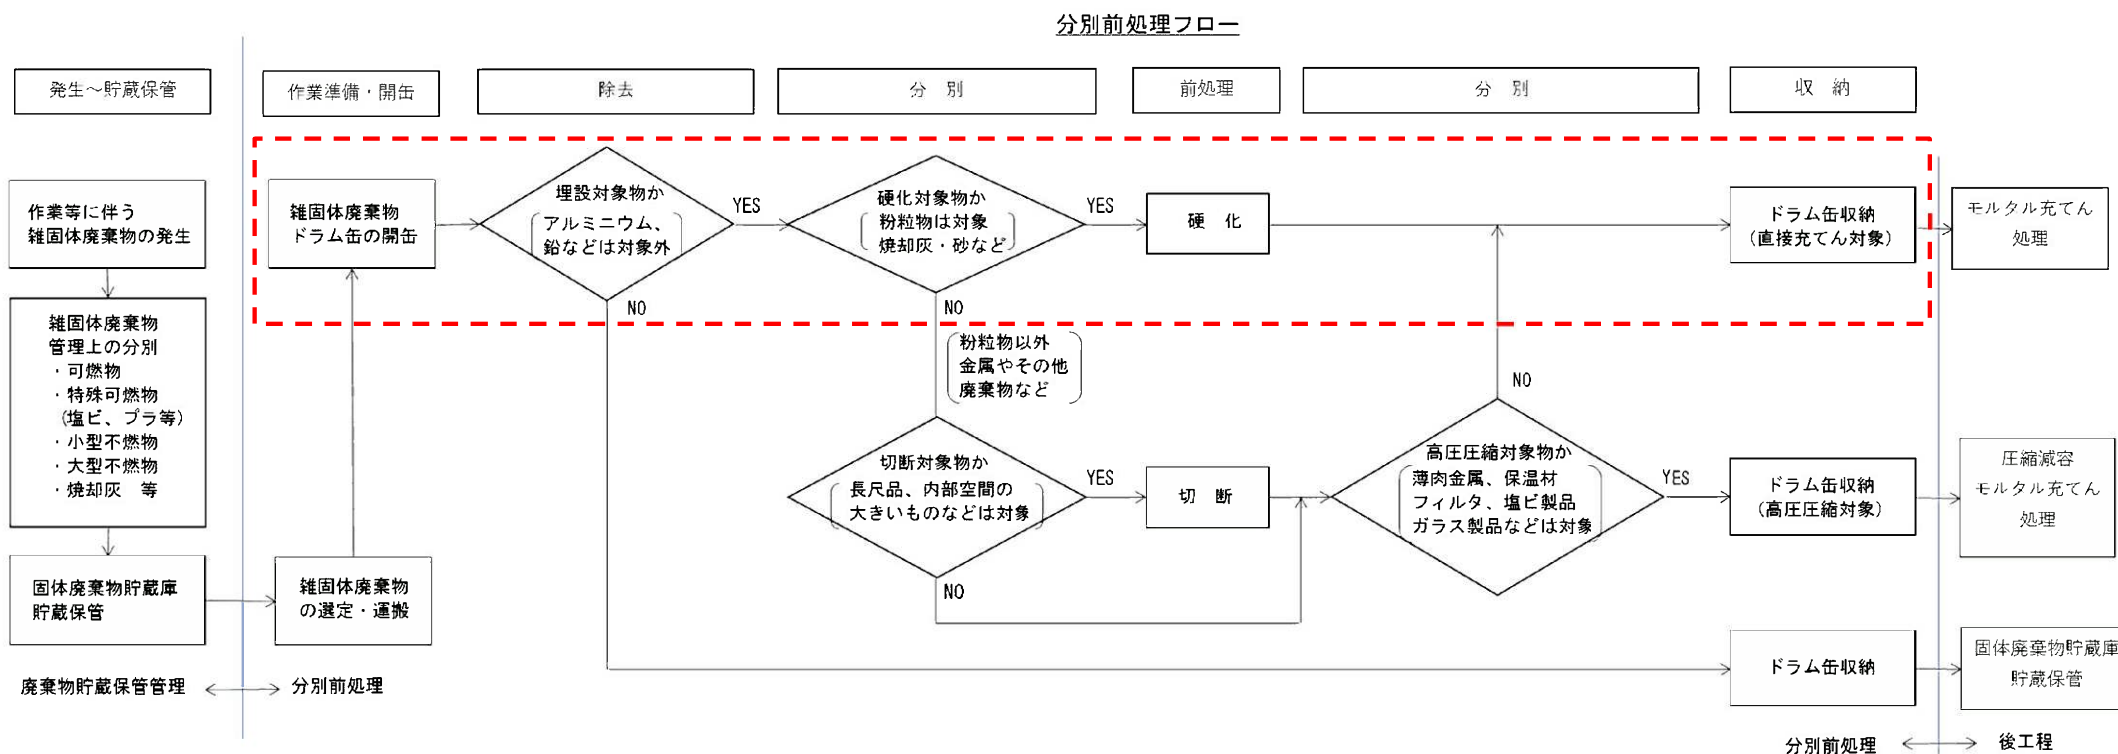 分別前処理フロー
発生～貯蔵保管
作業準備・開缶
除去
分　別
前処理
分　別
収　納
作業等に伴う
雑固体廃棄物の発生
雑固体廃棄物
管理上の分別
・可燃物
・特殊可燃物
（塩ビ、プラ等）
・小型不燃物
・大型不燃物
・焼却灰　等
固体廃棄物貯蔵庫
貯蔵保管
雑固体廃棄物
の選定・運搬
雑固体廃棄物
ドラム缶の開缶
埋設対象物か
アルミニウム、
鉛などは対象外
YES
NO
硬化対象物か
粉粒物は対象
焼却灰・砂など
YES
NO
粉粒物以外
金属やその他
廃棄物など
硬　化
切断対象物か
長尺品、内部空間の
大きいものなどは対象
YES
NO
切　断
高圧圧縮対象物か
薄肉金属、保温材
フィルタ、塩ビ製品
ガラス製品などは対象
NO
YES
ドラム缶収納
（直接充てん対象）
モルタル充てん
処理
ドラム缶収納
（高圧圧縮対象）
圧縮減容
モルタル充てん
処理
ドラム缶収納
固体廃棄物貯蔵庫
貯蔵保管
廃棄物貯蔵保管管理
分別前処理
分別前処理
後工程